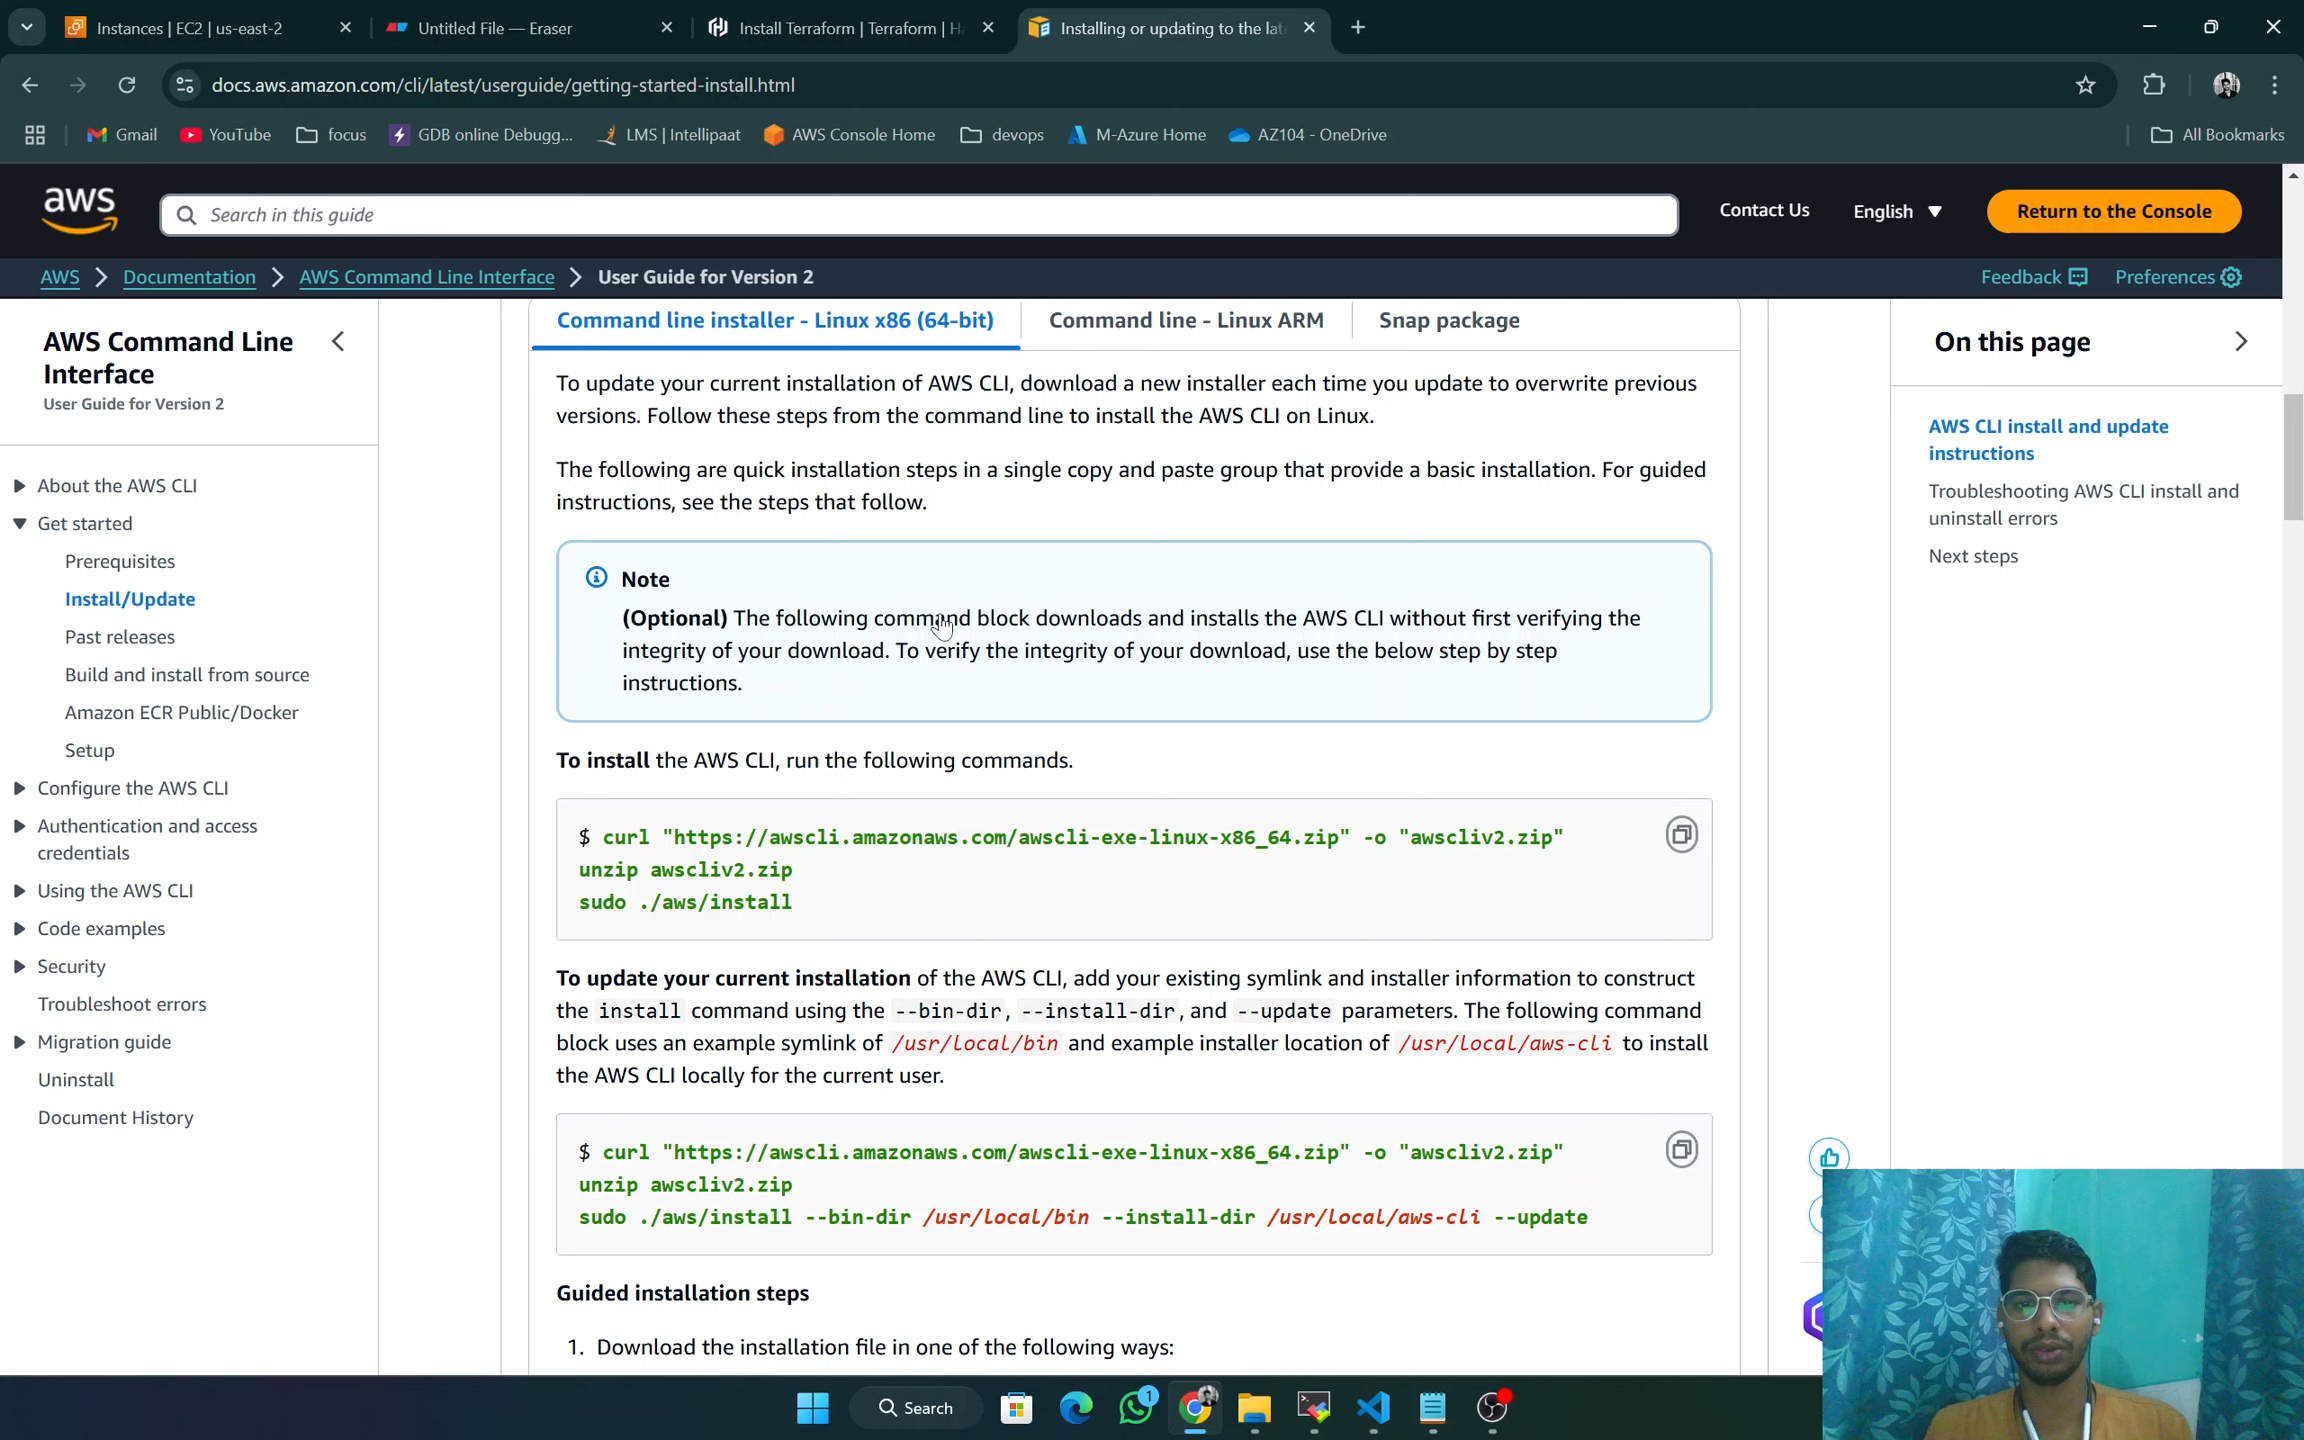 Instances | EC2 | us-east-2
Untitled File — Eraser
Install Terraform | Terraform | Ha
Installing or updating to the late
docs.aws.amazon.com/cli/latest/userguide/getting-started-install.html
Gmail
YouTube
focus
GDB online Debugg...
LMS | Intellipaat
AWS Console Home
devops
M-Azure Home
AZ104 - OneDrive
All Bookmarks
aws
Search in this guide
Contact Us
English
Return to the Console
AWS
Documentation
AWS Command Line Interface
User Guide for Version 2
Feedback
Preferences
AWS Command Line
Interface
User Guide for Version 2
About the AWS CLI
Get started
Prerequisites
Install/Update
Past releases
Build and install from source
Amazon ECR Public/Docker
Setup
Configure the AWS CLI
Authentication and access
credentials
Using the AWS CLI
Code examples
Security
Troubleshoot errors
Migration guide
Uninstall
Document History
Command line installer - Linux x86 (64-bit)
Command line - Linux ARM
Snap package
To update your current installation of AWS CLI, download a new installer each time you update to overwrite previous
versions. Follow these steps from the command line to install the AWS CLI on Linux.
The following are quick installation steps in a single copy and paste group that provide a basic installation. For guided
instructions, see the steps that follow.
Note
(Optional) The following command block downloads and installs the AWS CLI without first verifying the
integrity of your download. To verify the integrity of your download, use the below step by step
instructions.
To install the AWS CLI, run the following commands.
$ curl "https://awscli.amazonaws.com/awscli-exe-linux-x86_64.zip" -o "awscliv2.zip"
unzip awscliv2.zip
sudo ./aws/install
To update your current installation of the AWS CLI, add your existing symlink and installer information to construct
the install command using the --bin-dir, --install-dir, and --update parameters. The following command
block uses an example symlink of /usr/local/bin and example installer location of /usr/local/aws-cli to install
the AWS CLI locally for the current user.
$ curl "https://awscli.amazonaws.com/awscli-exe-linux-x86_64.zip" -o "awscliv2.zip"
unzip awscliv2.zip
sudo ./aws/install --bin-dir /usr/local/bin --install-dir /usr/local/aws-cli --update
Guided installation steps
1. Download the installation file in one of the following ways:
On this page
AWS CLI install and update
instructions
Troubleshooting AWS CLI install and
uninstall errors
Next steps
Search
1